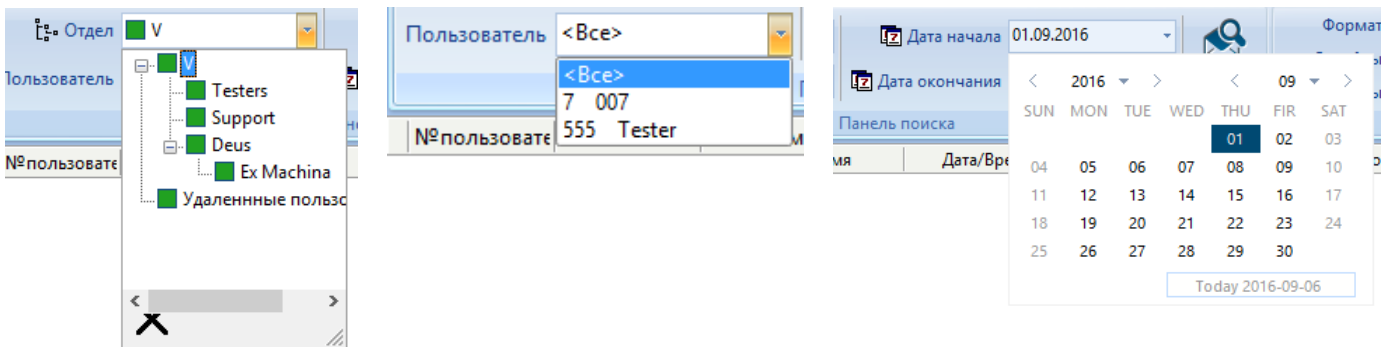 Отдел V
V
Testers
Support
Deus
Ex Machina
Удаленнные пользо
Пользователь
№пользовате
Пользователь <Все>
<Все>
7 007
555 Tester
№пользовате
Дата начала 01.09.2016
Формат
Дата окончания
2016 09
SUN MON TUE WED THU FIR SAT
01 02 03
04 05 06 07 08 09 10
11 12 13 14 15 16 17
18 19 20 21 22 23 24
25 26 27 28 29 30
Today 2016-09-06
Панель поиска
мя Дата/Вре